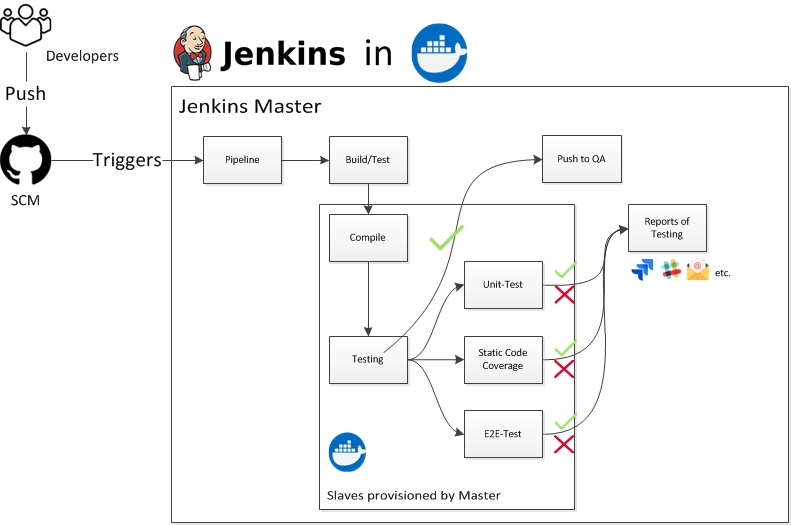 Developers
Jenkins in
Push
Jenkins Master
Triggers
Pipeline
Build/Test
Push to QA
SCM
Compile
Reports of
Testing
etc.
Unit-Test
Testing
Static Code
Coverage
E2E-Test
Slaves provisioned by Master